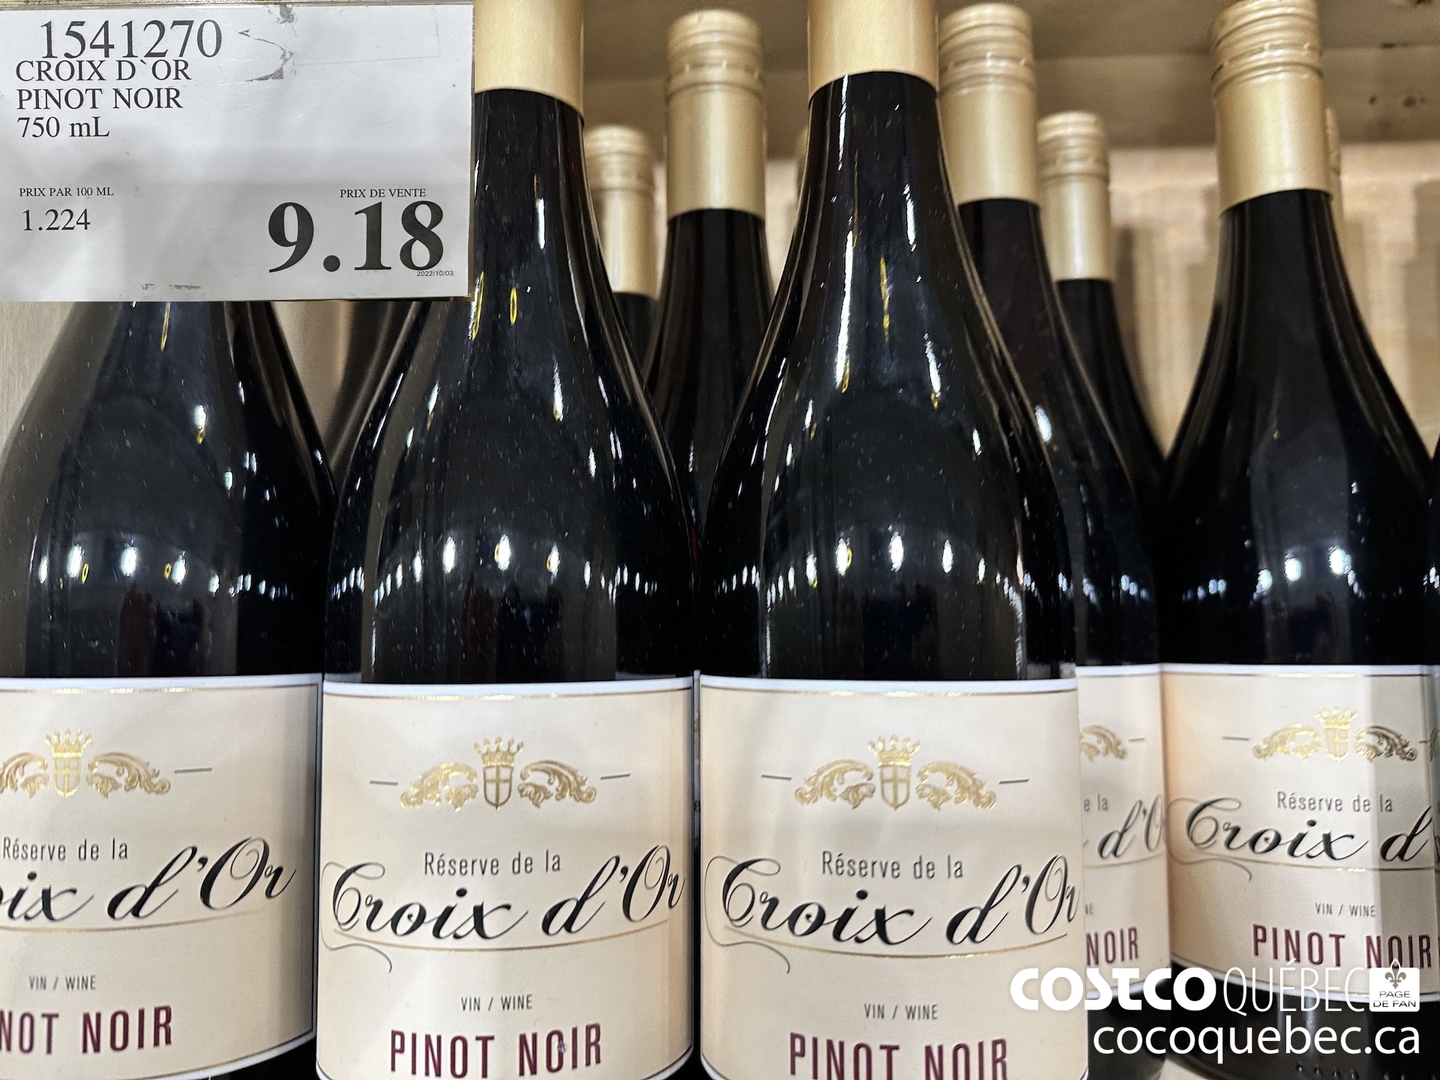 1541270
CROIX D`OR
PINOT NOIR
750 mL
PRIX PAR 100 ML
1.224
PRIX DE VENTE
9.18
2022/10/03
Réserve de la
oix d'Or
VIN / WINE
NOT NOIR
Réserve de la
Croix d'Or
VIN / WINE
PINOT NOIR
Réserve de la
Croix d'Or
VIN / WINE
PINOT NOIR
e la
d'O
NE
NOIR
Réserve de la
Croix d'
VIN / WINE
PINOT NOIR
COSTCO QUÉBEC
PAGE
DE FAN
cocoquebec.ca